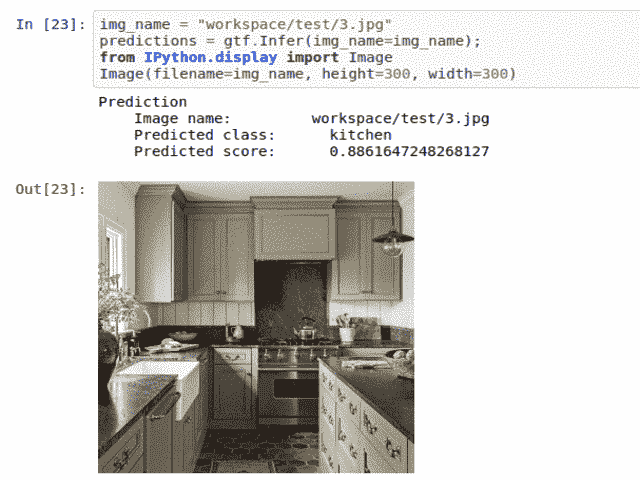 In [23]: img_name = "workspace/test/3.jpg"
predictions = gtf.Infer(img_name=img_name);
from IPython.display import Image
Image(filename=img_name, height=300, width=300)
Prediction
Image name: workspace/test/3.jpg
Predicted class: kitchen
Predicted score: 0.8861647248268127
Out[23]: